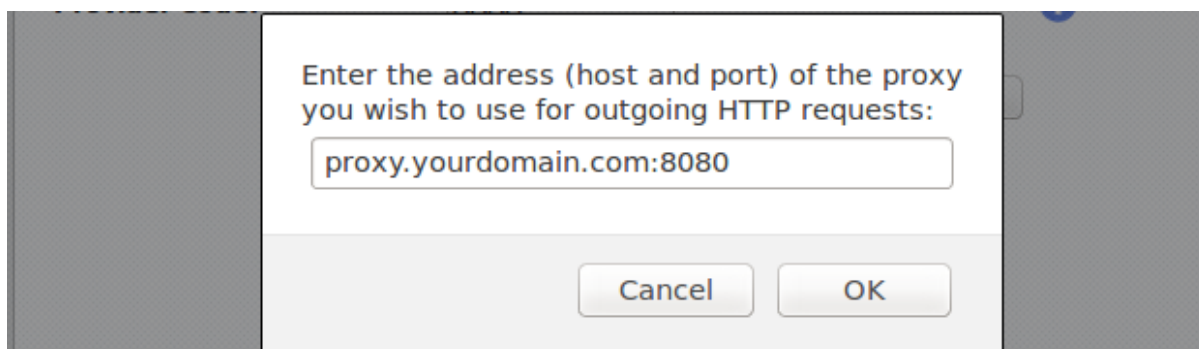 Enter the address (host and port) of the proxy
you wish to use for outgoing HTTP requests:
proxy.yourdomain.com:8080
Cancel OK